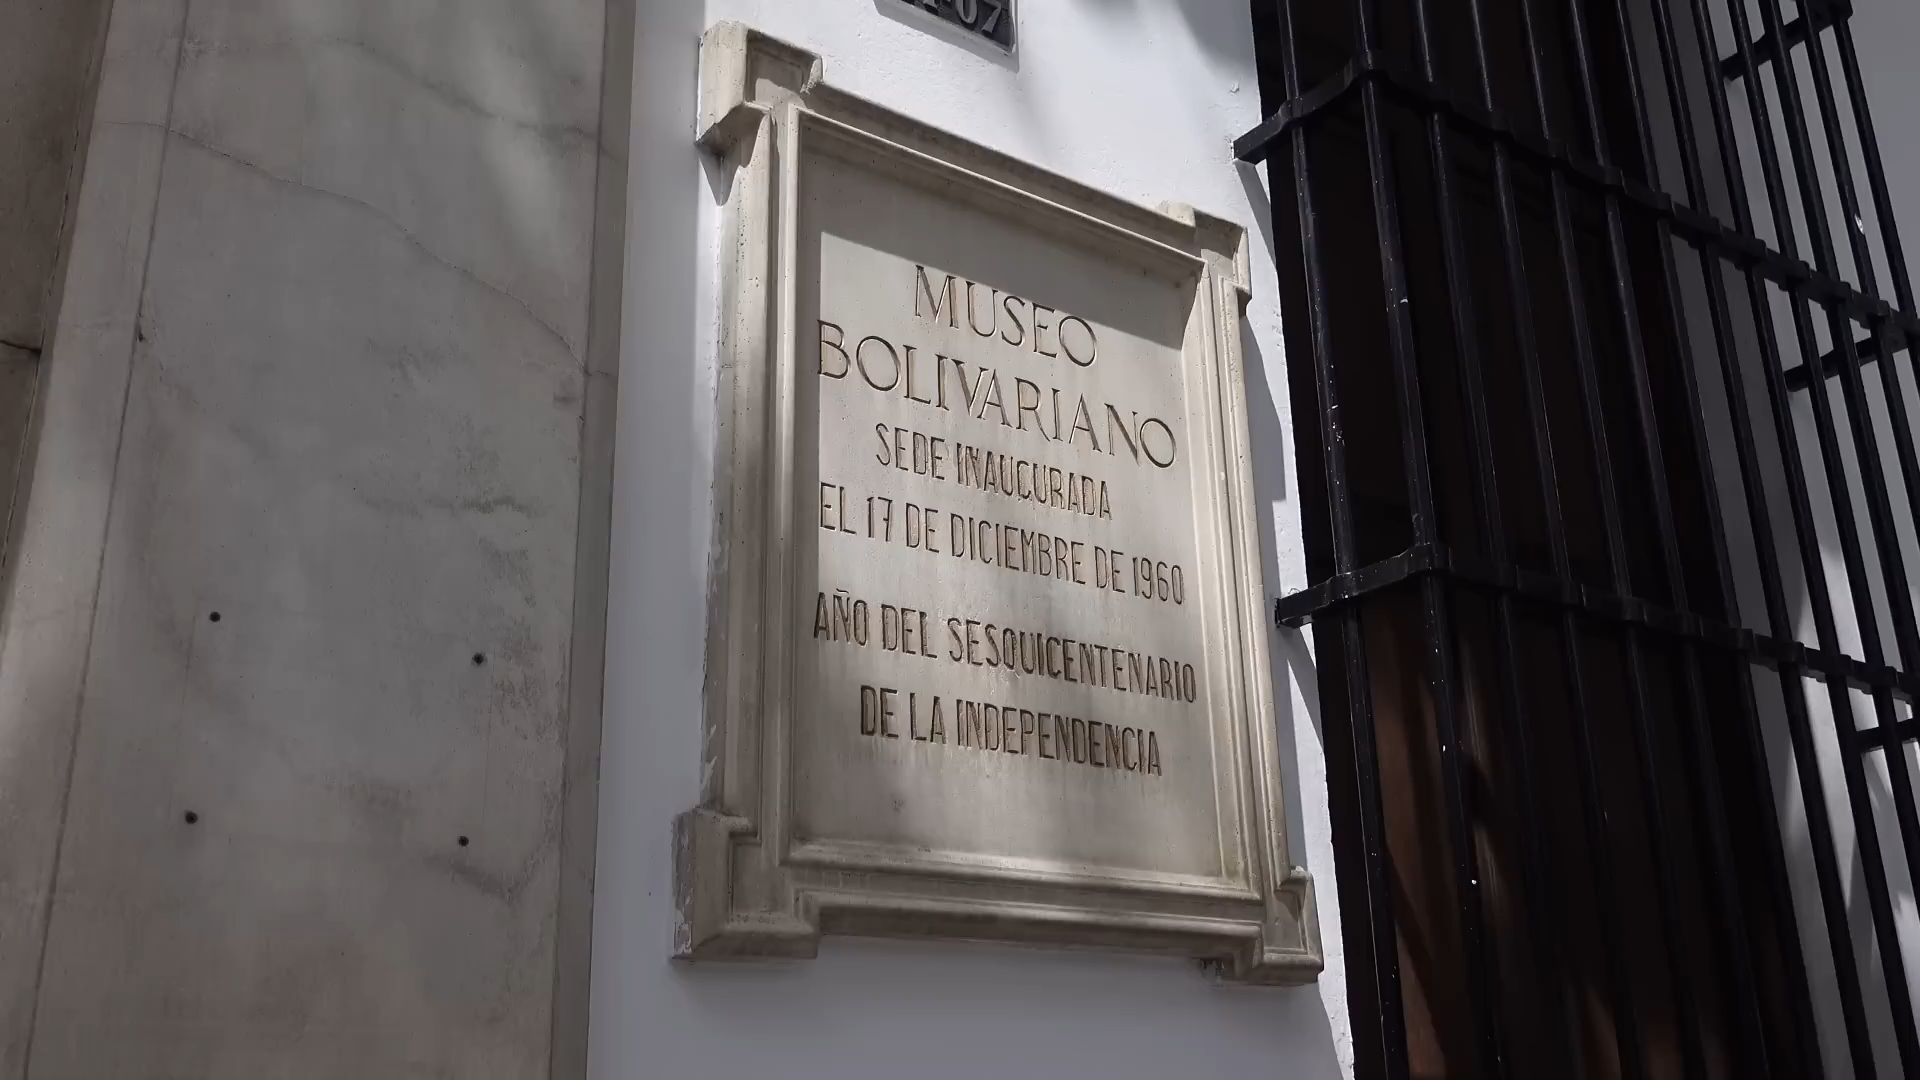 MUSEO
BOLIVARIANO
SEDE INAUGURADA
EL 17 DE DICIEMBRE DE 1960
AÑO DEL SESQUICENTENARIO
DE LA INDEPENDENCIA